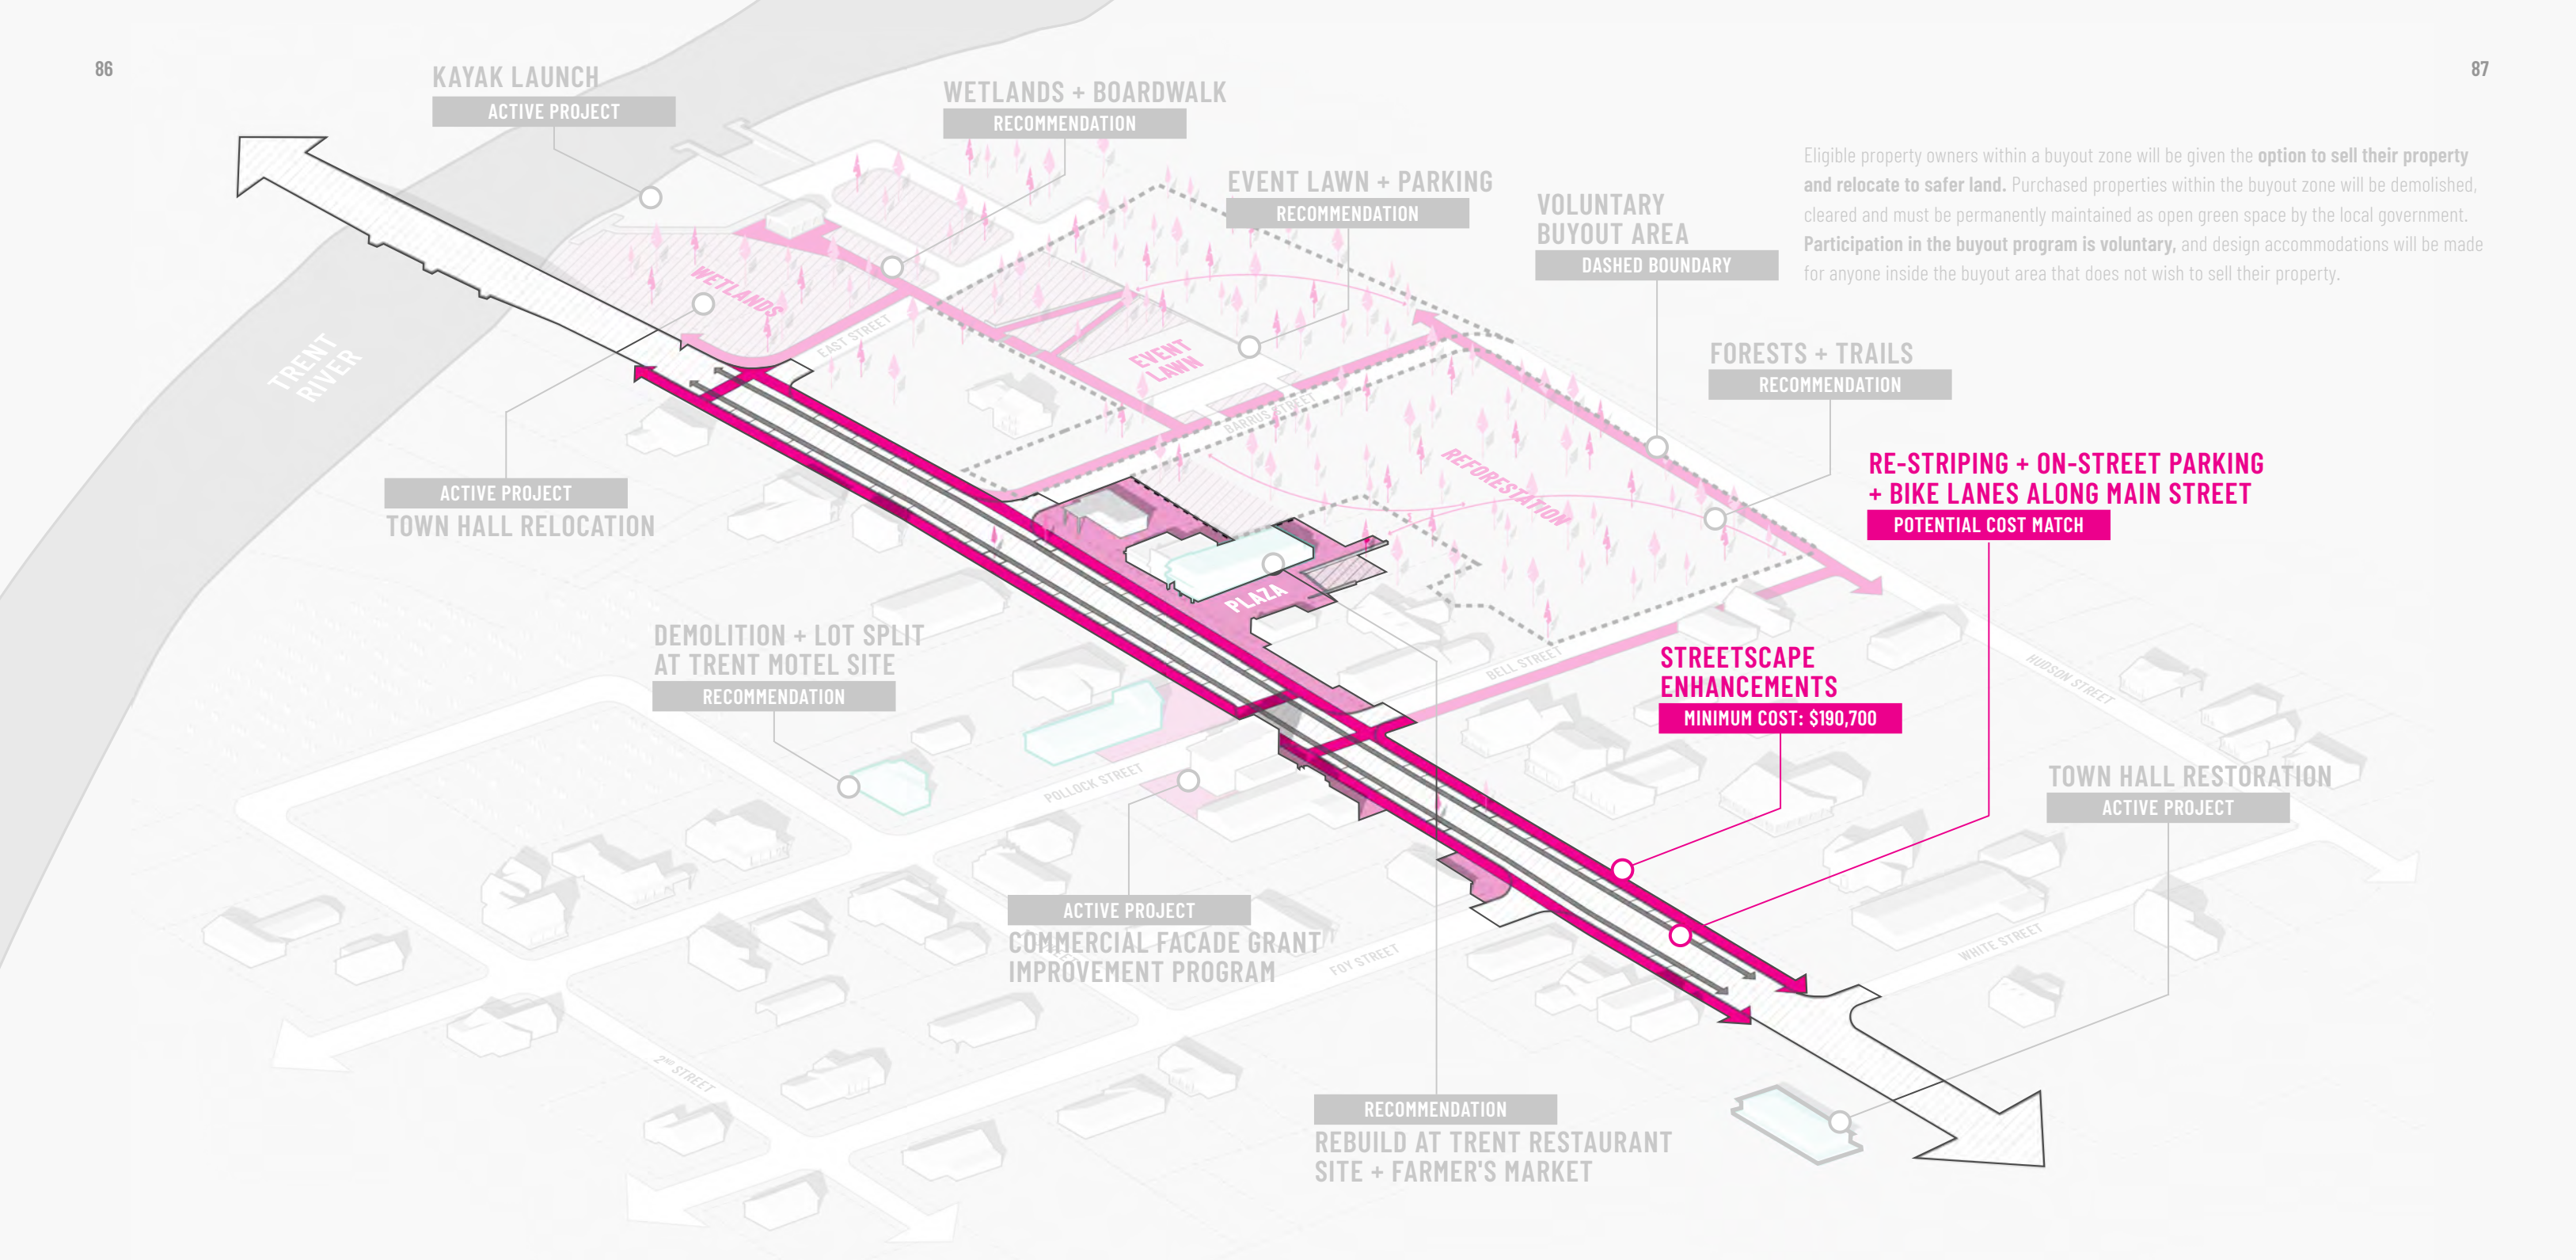 86
87
KAYAK LAUNCH
ACTIVE PROJECT
WETLANDS + BOARDWALK
RECOMMENDATION
EVENT LAWN + PARKING
RECOMMENDATION
VOLUNTARY
BUYOUT AREA
DASHED BOUNDARY
Eligible property owners within a buyout zone will be given the option to sell their property
and relocate to safer land. Purchased properties within the buyout zone will be demolished,
cleared and must be permanently maintained as open green space by the local government.
Participation in the buyout program is voluntary, and design accommodations will be made
for anyone inside the buyout area that does not wish to sell their property.
WETLANDS
EAST STREET
TRENT
RIVER
EVENT
LAWN
BARRUS STREET
FORESTS + TRAILS
RECOMMENDATION
REFORESTATION
RE-STRIPING + ON-STREET PARKING
+ BIKE LANES ALONG MAIN STREET
POTENTIAL COST MATCH
ACTIVE PROJECT
TOWN HALL RELOCATION
PLAZA
DEMOLITION + LOT SPLIT
AT TRENT MOTEL SITE
RECOMMENDATION
BELL STREET
HUDSON STREET
STREETSCAPE
ENHANCEMENTS
MINIMUM COST: $190,700
POLLOCK STREET
TOWN HALL RESTORATION
ACTIVE PROJECT
ACTIVE PROJECT
COMMERCIAL FACADE GRANT
IMPROVEMENT PROGRAM
FOY STREET
WHITE STREET
2ND STREET
RECOMMENDATION
REBUILD AT TRENT RESTAURANT
SITE + FARMER'S MARKET